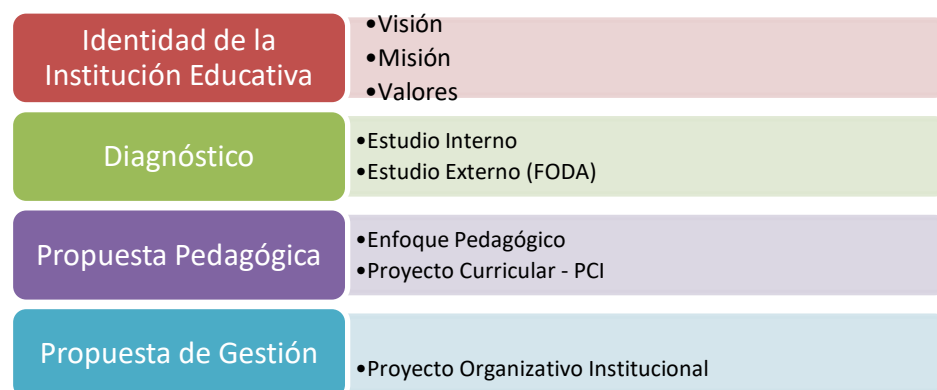 Identidad de la
Institución Educativa
•Visión
•Misión
•Valores
Diagnóstico
•Estudio Interno
•Estudio Externo (FODA)
Propuesta Pedagógica
•Enfoque Pedagógico
•Proyecto Curricular - PCI
Propuesta de Gestión
•Proyecto Organizativo Institucional